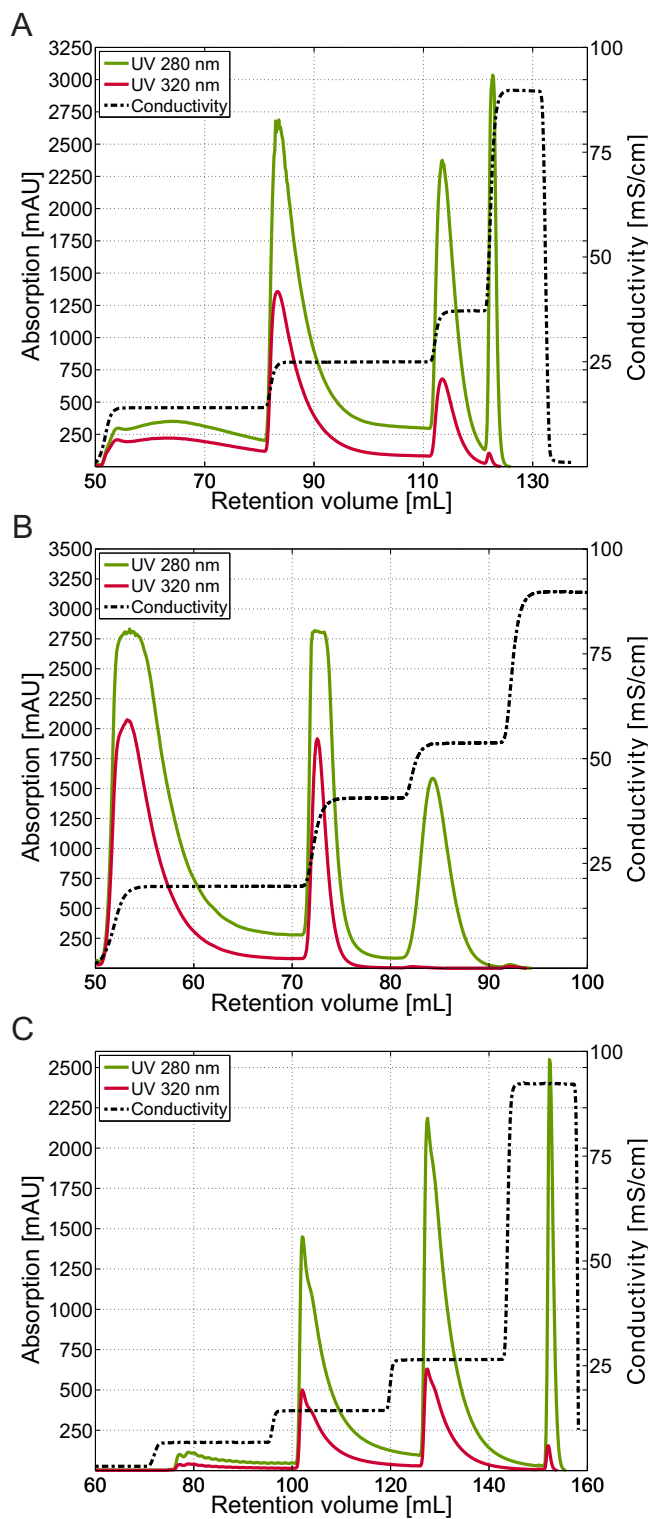 A
3250
3000
2750
2500
2250
2000
1750
1500
1250
1000
750
500
250
Absorption [mAU]
UV 280 nm
UV 320 nm
Conductivity
100
75
50
25
Conductivity [mS/cm]
50 70 90 110 130
Retention volume [mL]
B
3500
3250
3000
2750
2500
2250
2000
1750
1500
1250
1000
750
500
250
Absorption [mAU]
UV 280 nm
UV 320 nm
Conductivity
100
75
50
25
Conductivity [mS/cm]
50 60 70 80 90 100
Retention volume [mL]
C
2500
2250
2000
1750
1500
1250
1000
750
500
250
Absorption [mAU]
UV 280 nm
UV 320 nm
Conductivity
100
75
50
25
Conductivity [mS/cm]
60 80 100 120 140 160
Retention volume [mL]